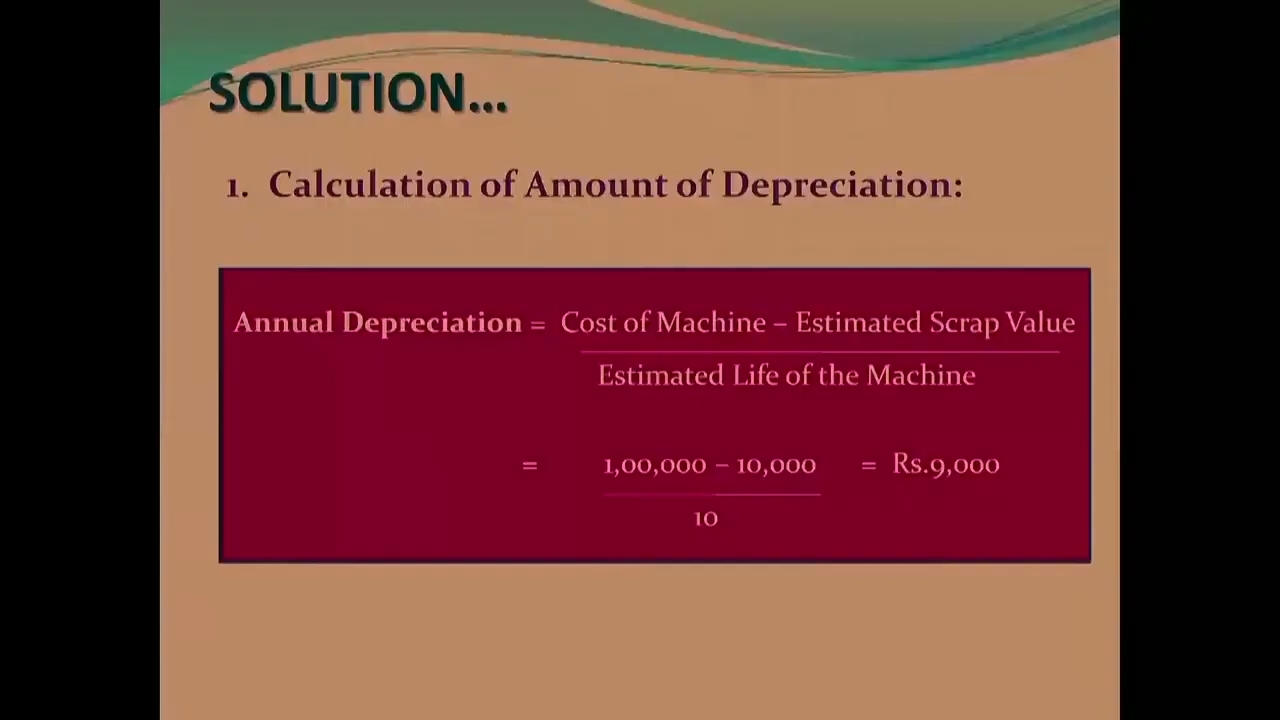 SOLUTION...
1. Calculation of Amount of Depreciation:
Annual Depreciation = Cost of Machine – Estimated Scrap Value
Estimated Life of the Machine
= 1,00,000 – 10,000 = Rs.9,000
10